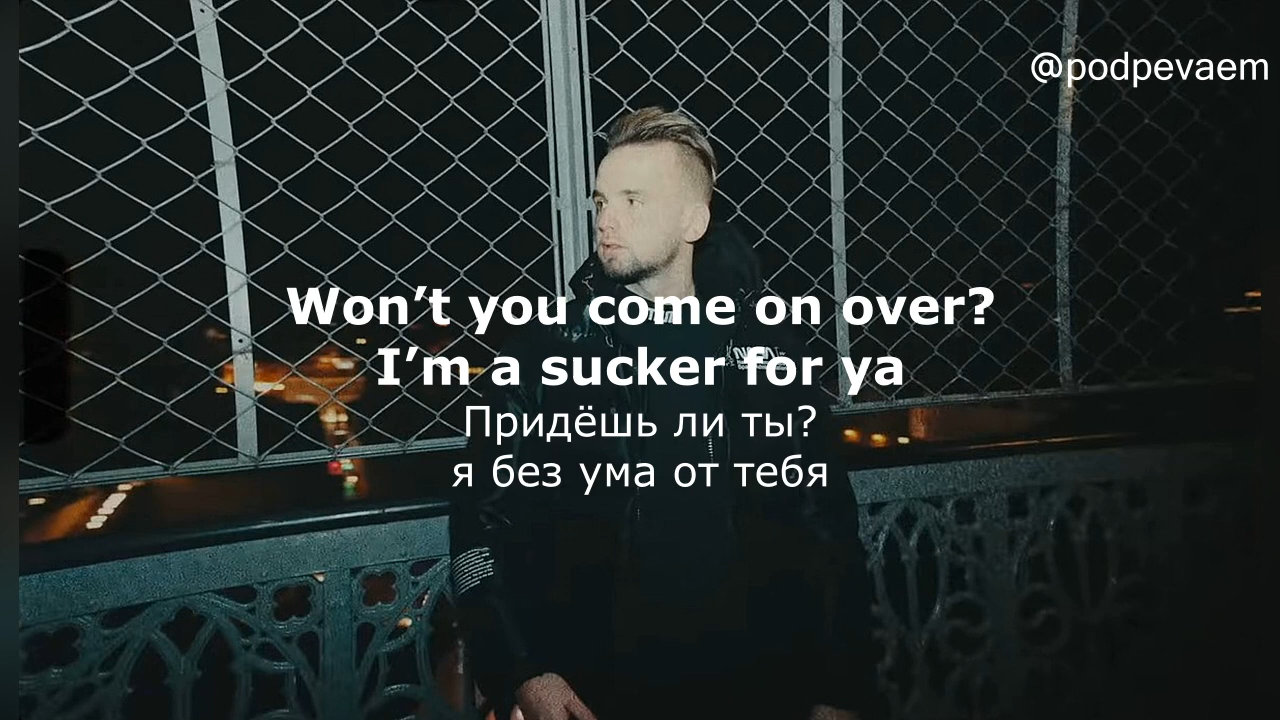 @podpevaem
Won’t you come on over?
I’m a sucker for ya
Придёшь ли ты?
я без ума от тебя